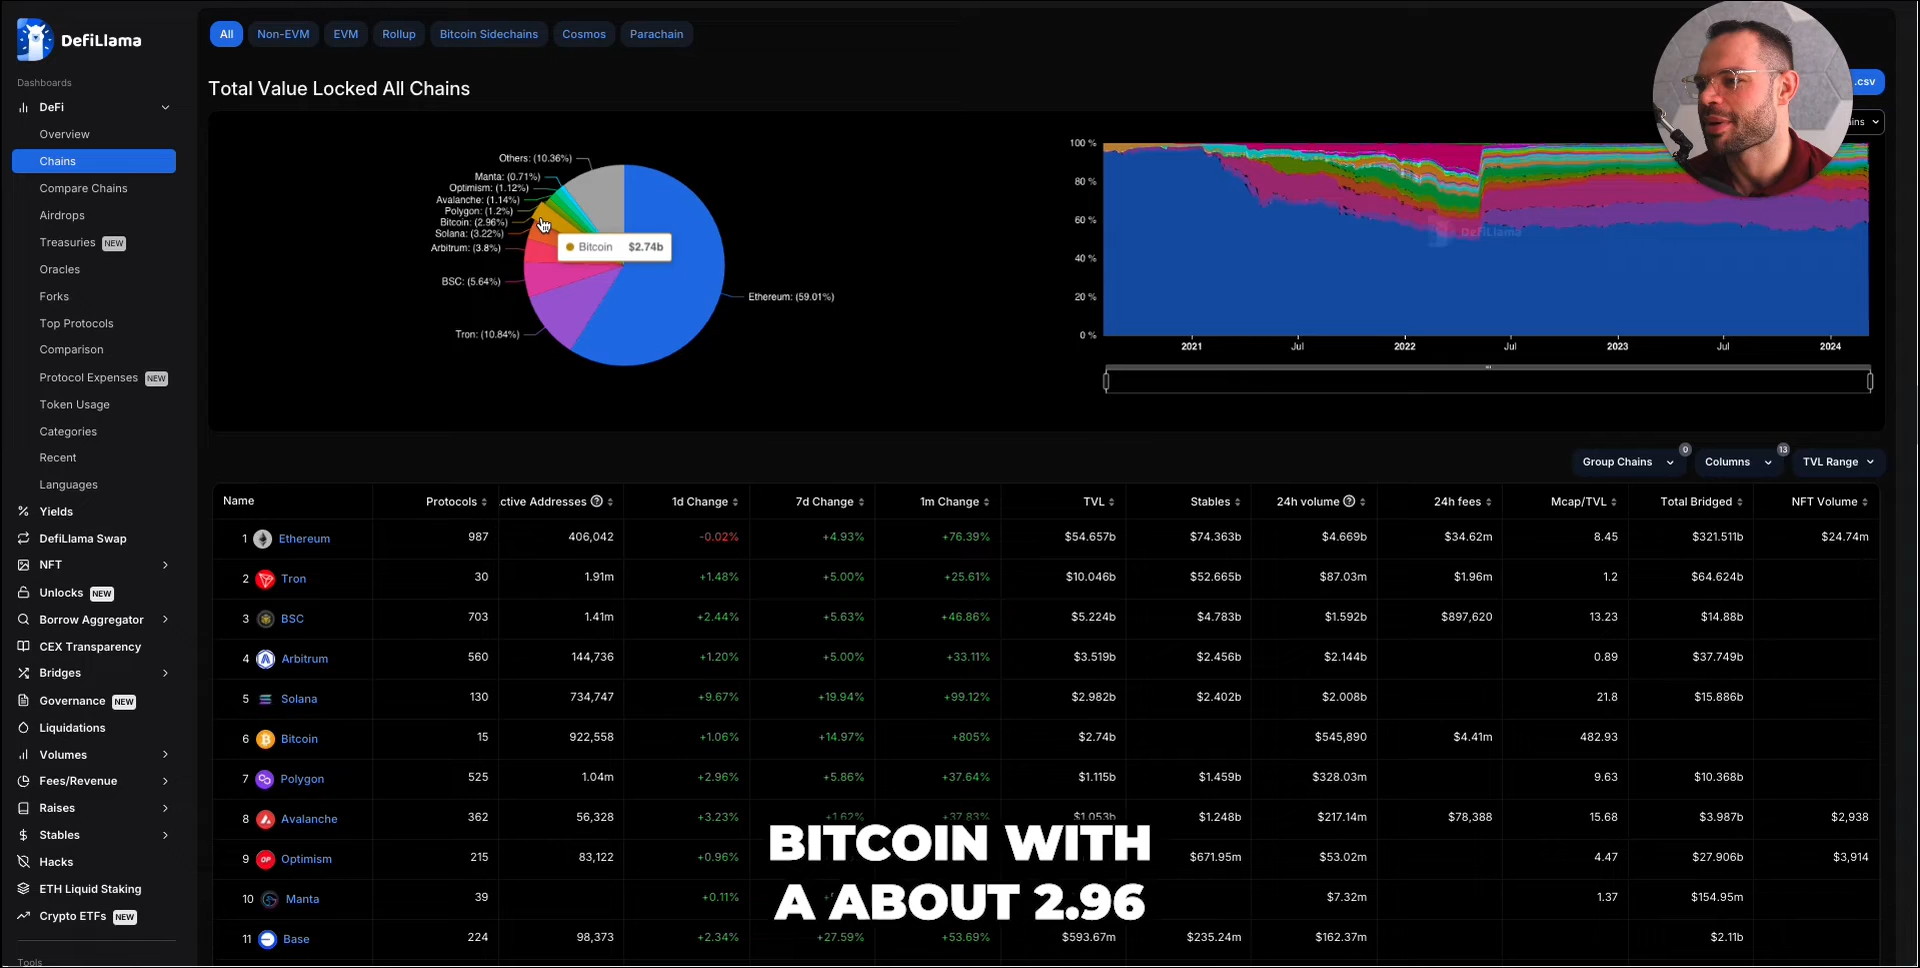 DefiLlama
All
Non-EVM
EVM
Rollup
Bitcoin Sidechains
Cosmos
Parachain
.csv
Dashboards
DeFi
Overview
Chains
Compare Chains
Airdrops
Treasuries NEW
Oracles
Forks
Top Protocols
Comparison
Protocol Expenses NEW
Token Usage
Categories
Recent
Languages
Yields
DefiLlama Swap
NFT
Unlocks NEW
Borrow Aggregator
CEX Transparency
Bridges
Governance NEW
Liquidations
Volumes
Fees/Revenue
Raises
Stables
Hacks
ETH Liquid Staking
Crypto ETFs NEW
Tools
Total Value Locked All Chains
Others: (10.36%)
Manta: (0.71%)
Optimism: (1.12%)
Avalanche: (1.14%)
Polygon: (1.2%)
Bitcoin: (2.96%)
Solana: (3.22%)
Arbitrum: (3.8%)
BSC: (5.64%)
Tron: (10.84%)
Ethereum: (59.01%)
Bitcoin $2.74b
ains
100 %
80 %
60 %
40 %
20 %
0 %
DefiLlama
2021 Jul 2022 Jul 2023 Jul 2024
Group Chains 0 Columns 13 TVL Range
Name Protocols ctive Addresses 1d Change 7d Change 1m Change TVL Stables 24h volume 24h fees Mcap/TVL Total Bridged NFT Volume
1 Ethereum 987 406,042 -0.02% +4.93% +76.39% $54.657b $74.363b $4.669b $34.62m 8.45 $321.511b $24.74m
2 Tron 30 1.91m +1.48% +5.00% +25.61% $10.046b $52.665b $87.03m $1.96m 1.2 $64.624b
3 BSC 703 1.41m +2.44% +5.63% +46.86% $5.224b $4.783b $1.592b $897,620 13.23 $14.88b
4 Arbitrum 560 144,736 +1.20% +5.00% +33.11% $3.519b $2.456b $2.144b 0.89 $37.749b
5 Solana 130 734,747 +9.67% +19.94% +99.12% $2.982b $2.402b $2.008b 21.8 $15.886b
6 Bitcoin 15 922,558 +1.06% +14.97% +805% $2.74b $545,890 $4.41m 482.93
7 Polygon 525 1.04m +2.96% +5.86% +37.64% $1.115b $1.459b $328.03m 9.63 $10.368b
8 Avalanche 362 56,328 +3.23% +1.62% +37.83% $1.053b $1.248b $217.14m $78,388 15.68 $3.987b $2,938
9 Optimism 215 83,122 +0.96% $671.95m $53.02m 4.47 $27.906b $3,914
10 Manta 39 +0.11% $7.32m 1.37 $154.95m
11 Base 224 98,373 +2.34% +27.59% +53.69% $593.67m $235.24m $162.37m $2.11b
BITCOIN WITH
A ABOUT 2.96